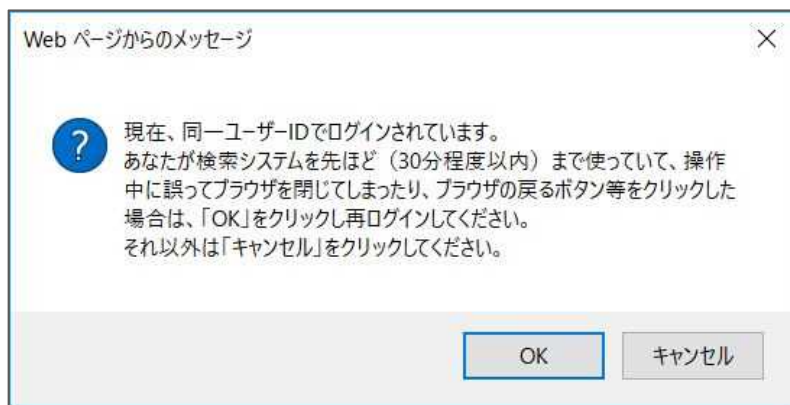 Web ページからのメッセージ
現在、同一ユーザーIDでログインされています。
あなたが検索システムを先ほど（30分程度以内）まで使っていて、操作
中に誤ってブラウザを閉じてしまったり、ブラウザの戻るボタン等をクリックした
場合は、「OK」をクリックし再ログインしてください。
それ以外は「キャンセル」をクリックしてください。
OK
キャンセル